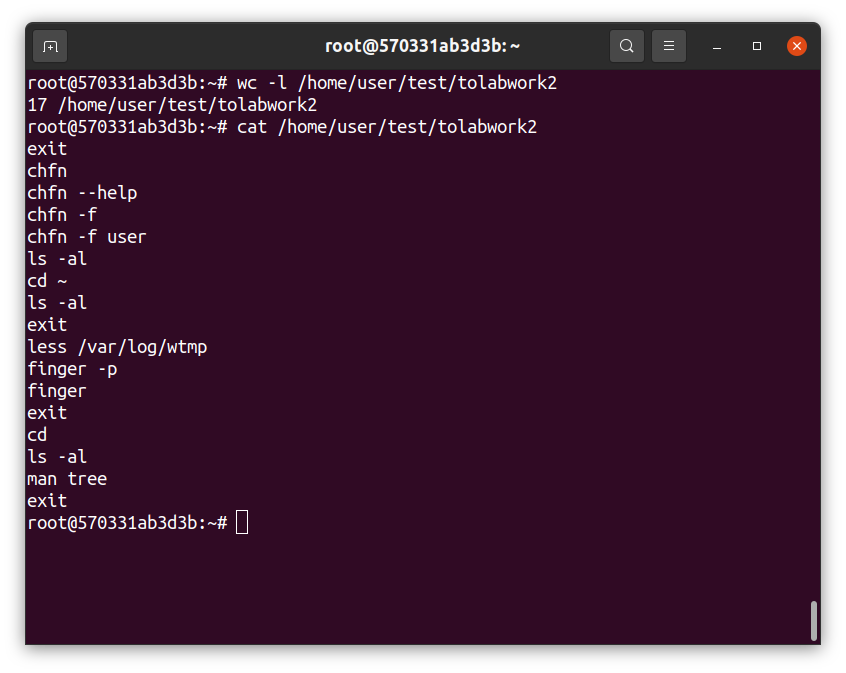 root@570331ab3d3b: ~
root@570331ab3d3b:~# wc -l /home/user/test/tolabwork2
17 /home/user/test/tolabwork2
root@570331ab3d3b:~# cat /home/user/test/tolabwork2
exit
chfn
chfn --help
chfn -f
chfn -f user
ls -al
cd ~
ls -al
exit
less /var/log/wtmp
finger -p
finger
exit
cd
ls -al
man tree
exit
root@570331ab3d3b:~#